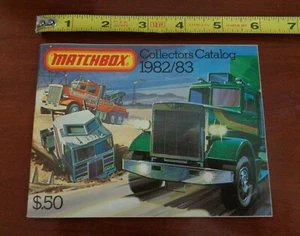 1 2 3 4 5 6 7
MATCHBOX
Collectors Catalog
1982/83
$.50